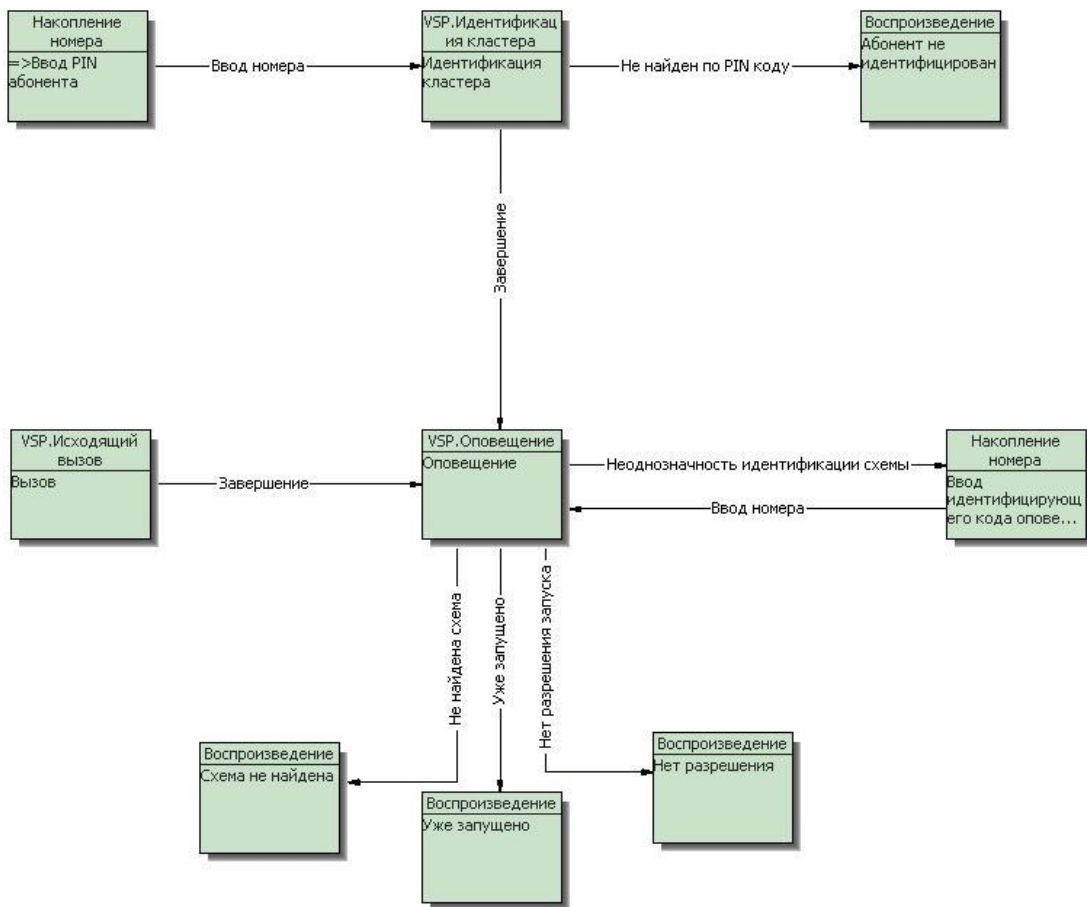 Накопление
номера
=>Ввод PIN
абонента
Ввод номера
VSP.Идентификац
ия кластера
Идентификация
кластера
Не найден по PIN коду
Воспроизведение
Абонент не
идентифицирован
Завершение
VSP.Исходящий
вызов
Вызов
Завершение
VSP.Оповещение
Оповещение
Неоднозначность идентификации схемы
Ввод номера
Накопление
номера
Ввод
идентифицирующ
его кода опове...
Не найдена схема
Уже запущено
Нет разрешения запуска
Воспроизведение
Схема не найдена
Воспроизведение
Уже запущено
Воспроизведение
Нет разрешения